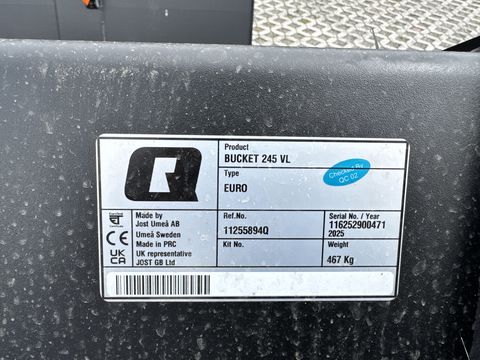 Product
BUCKET 245 VL
Type
EURO
Checked By
QC 02
Made by
Jost Umeå AB
Umeå Sweden
Made in PRC
UK representative
JOST GB Ltd
CE
UKCA
Ref.No.
11255894Q
Kit No.
Serial No. / Year
116252900471
2025
Weight
467 Kg